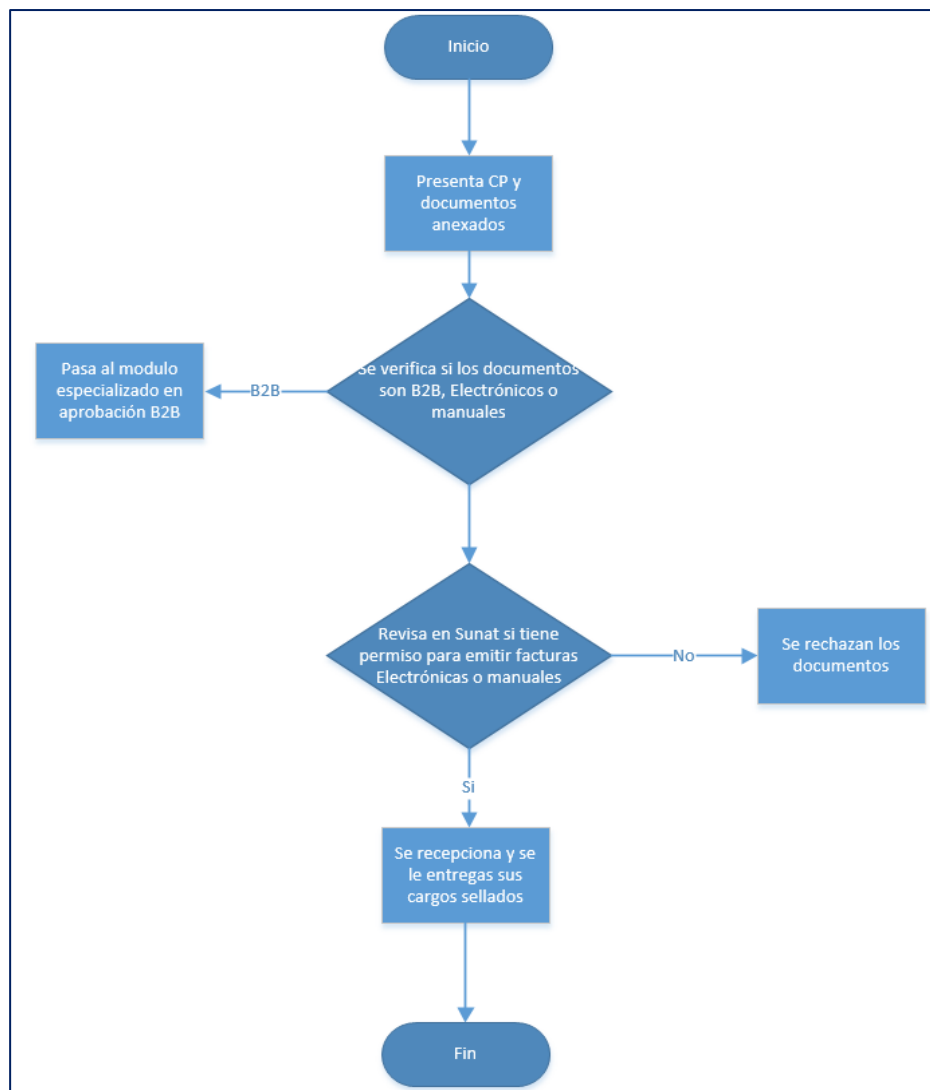 Inicio
Presenta CP y
documentos
anexados
Se verifica si los documentos
son B2B, Electrónicos o
manuales
B2B
Pasa al modulo
especializado en
aprobación B2B
Revisa en Sunat si tiene
permiso para emitir facturas
Electrónicas o manuales
No
Se rechazan los
documentos
Si
Se recepciona y se
le entregas sus
cargos sellados
Fin